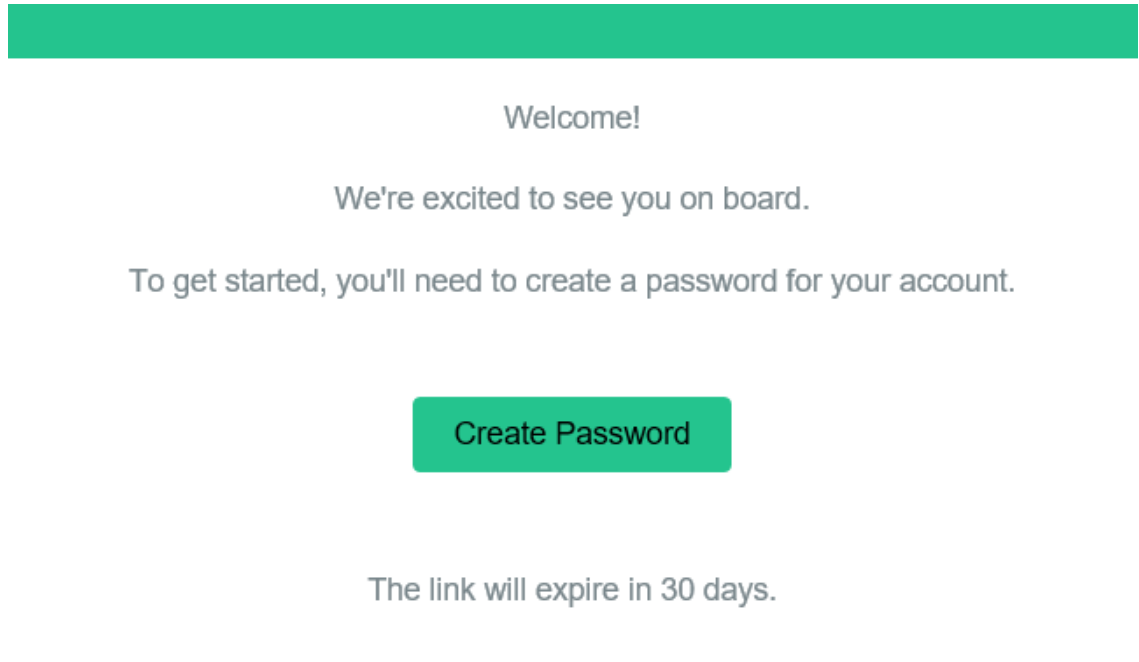 Welcome!
We're excited to see you on board.
To get started, you'll need to create a password for your account.
Create Password
The link will expire in 30 days.